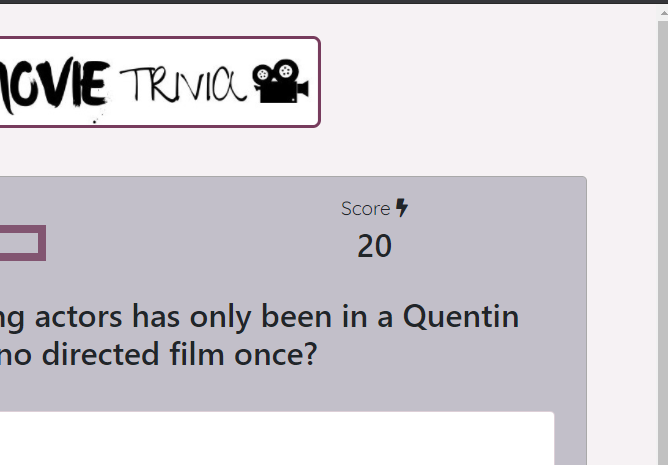 MOVIE TRIVIA
Score
20
ng actors has only been in a Quentin
no directed film once?